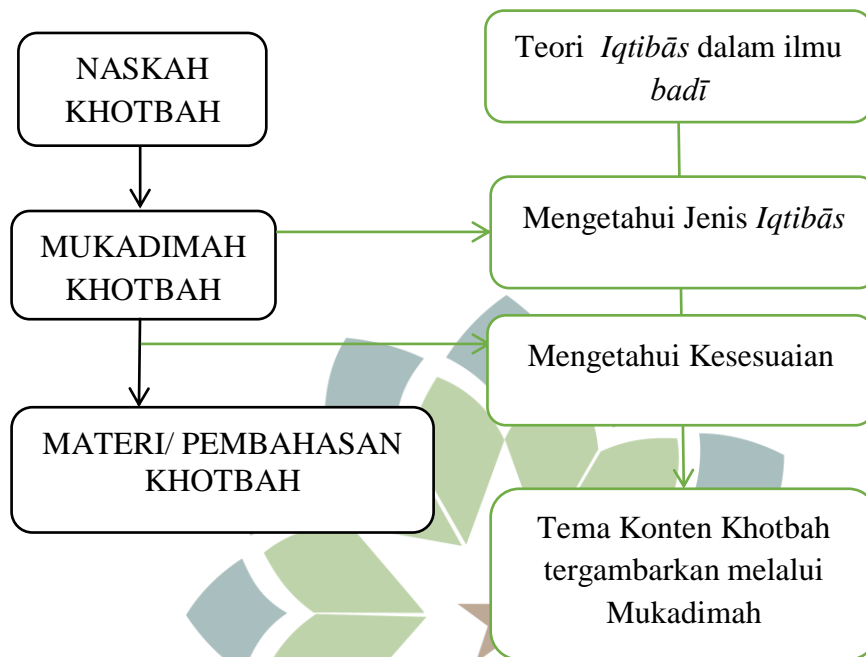 NASKAH
KHOTBAH
MUKADIMAH
KHOTBAH
MATERI/ PEMBAHASAN
KHOTBAH
Teori Iqtibās dalam ilmu
badī
Mengetahui Jenis Iqtibās
Mengetahui Kesesuaian
Tema Konten Khotbah
tergambarkan melalui
Mukadimah